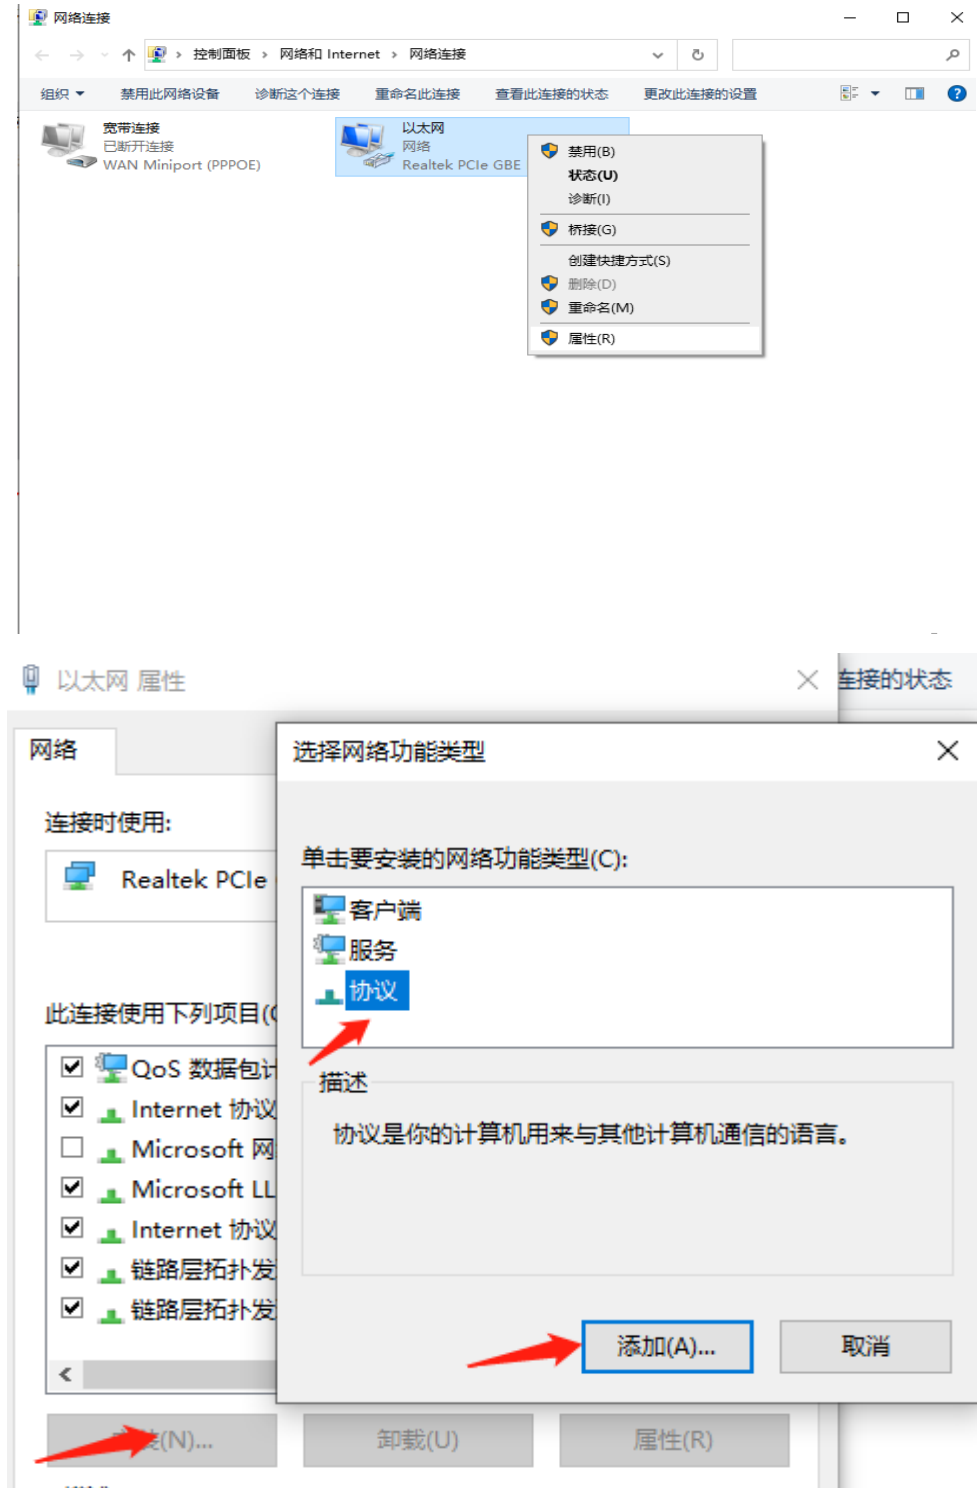 网络连接
控制面板 › 网络和 Internet › 网络连接
组织 禁用此网络设备 诊断这个连接 重命名此连接 查看此连接的状态 更改此连接的设置
宽带连接
已断开连接
WAN Miniport (PPPOE)
以太网
网络
Realtek PCIe GBE
禁用(B)
状态(U)
诊断(I)
桥接(G)
创建快捷方式(S)
删除(D)
重命名(M)
属性(R)
以太网 属性
连接的状态
网络
连接时使用:
Realtek PCIe
此连接使用下列项目(
QoS 数据包计
Internet 协议
Microsoft 网
Microsoft LL
Internet 协议
链路层拓扑发
链路层拓扑发
(N)...
卸载(U)
属性(R)
选择网络功能类型
单击要安装的网络功能类型(C):
客户端
服务
协议
描述
协议是你的计算机用来与其他计算机通信的语言。
添加(A)...
取消